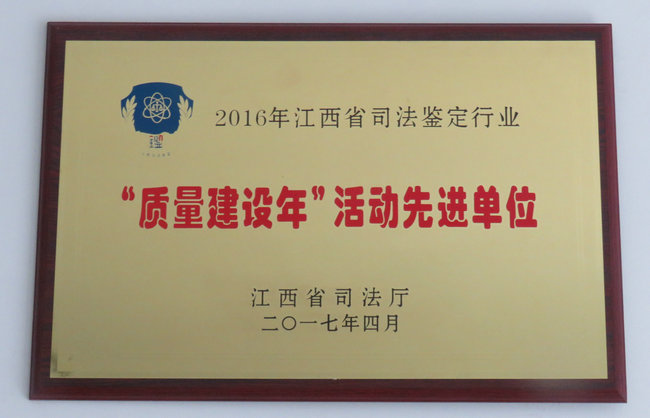 2016年江西省司法鉴定行业
“质量建设年”活动先进单位
江西省司法厅
二〇一七年四月